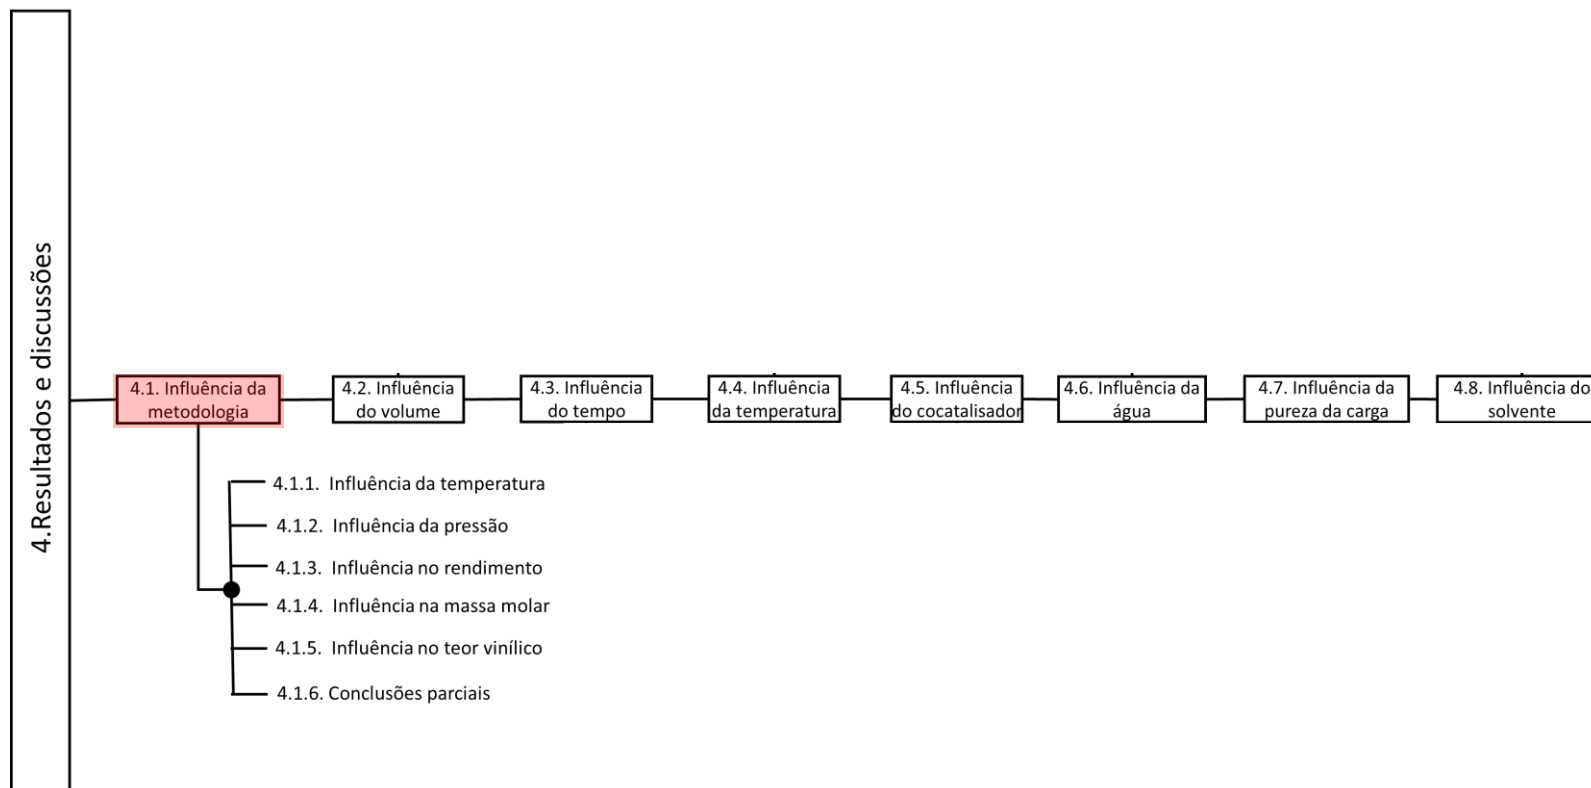 4.Resultados e discussões
4.1. Influência da
metodologia
4.2. Influência
do volume
4.3. Influência
do tempo
4.4. Influência
da temperatura
4.5. Influência
do cocatalisador
4.6. Influência da
água
4.7. Influência da
pureza da carga
4.8. Influência do
solvente
4.1.1. Influência da temperatura
4.1.2. Influência da pressão
4.1.3. Influência no rendimento
4.1.4. Influência na massa molar
4.1.5. Influência no teor vinílico
4.1.6. Conclusões parciais